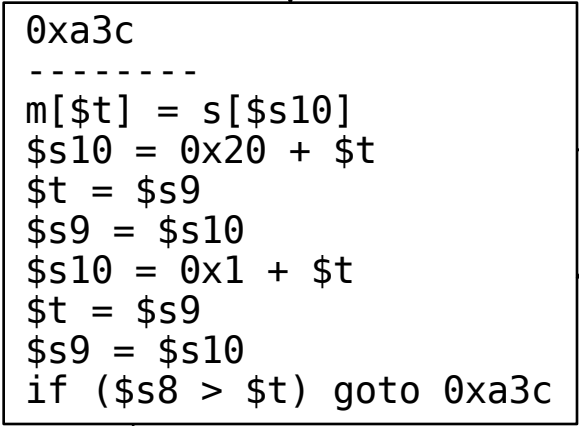 0xa3c
--------
m[$t] = s[$s10]
$s10 = 0x20 + $t
$t = $s9
$s9 = $s10
$s10 = 0x1 + $t
$t = $s9
$s9 = $s10
if ($s8 > $t) goto 0xa3c